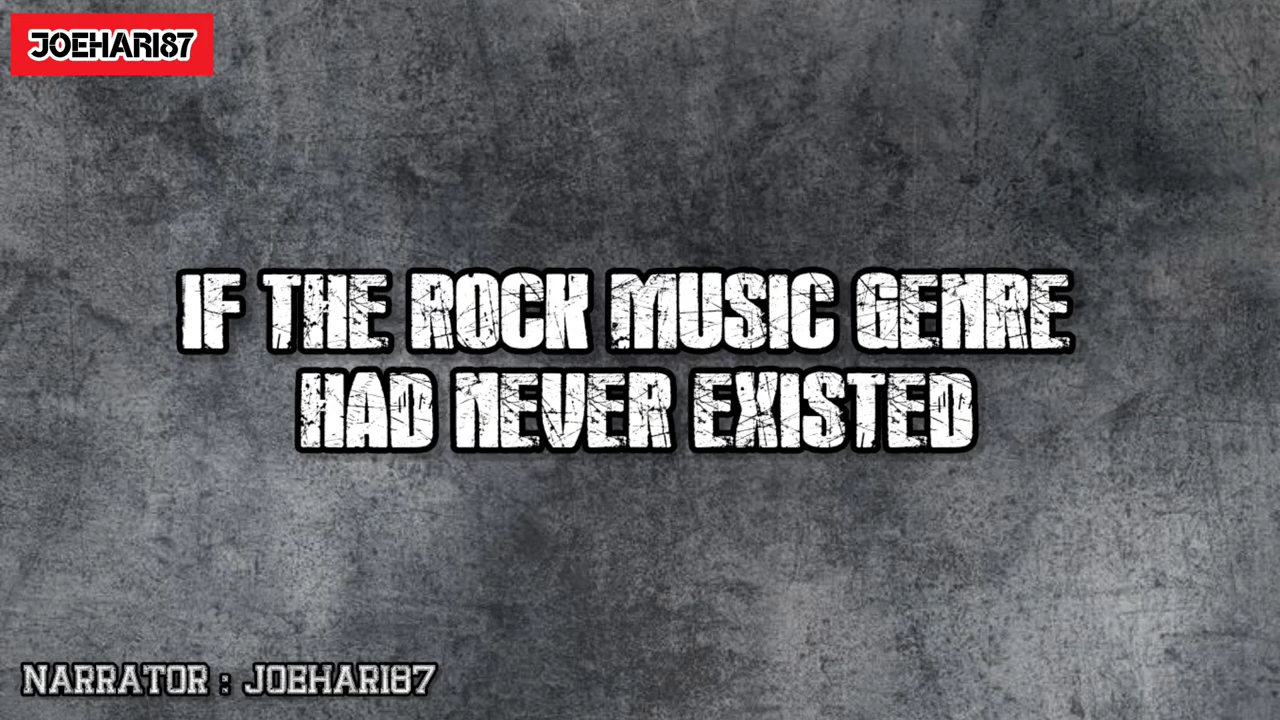 JOEHARI87
IF THE ROCK MUSIC GENRE
HAD NEVER EXISTED
NARRATOR : JOEHARI87